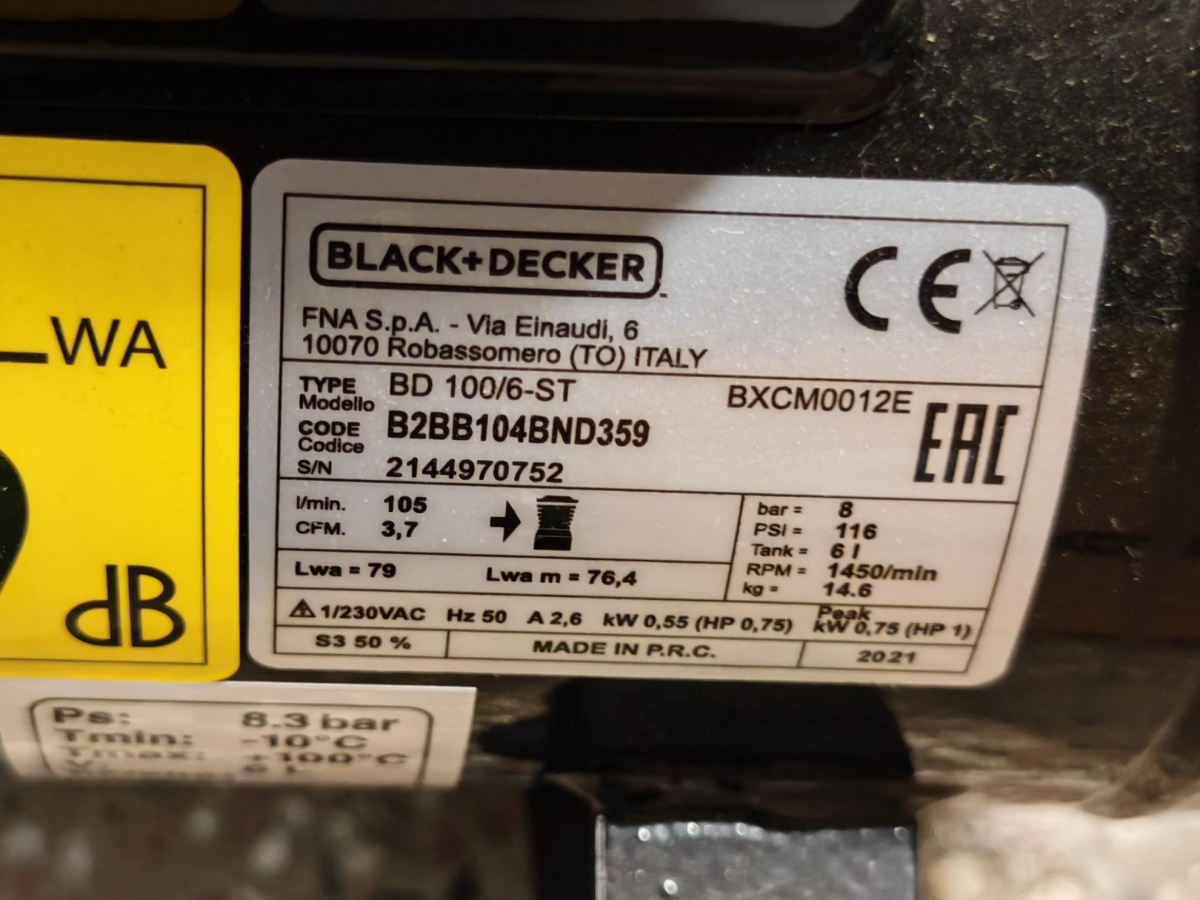 LWA
dB
BLACK+DECKER
CE
FNA S.p.A. - Via Einaudi, 6
10070 Robassomero (TO) ITALY
TYPE BD 100/6-ST BXCM0012E
Modello
CODE B2BB104BND359
Codice
EAC
S/N 2144970752
l/min. 105
CFM. 3,7
bar = 8
PSI = 116
Tank = 6 l
RPM = 1450/min
kg = 14.6
Lwa = 79 Lwa m = 76,4
1/230VAC Hz 50 A 2,6 kW 0,55 (HP 0,75) Peak
kW 0,75 (HP 1)
S3 50 % MADE IN P.R.C. 2021
Ps: 8.3 bar
Tmin: -10°C
Tmax: +100°C